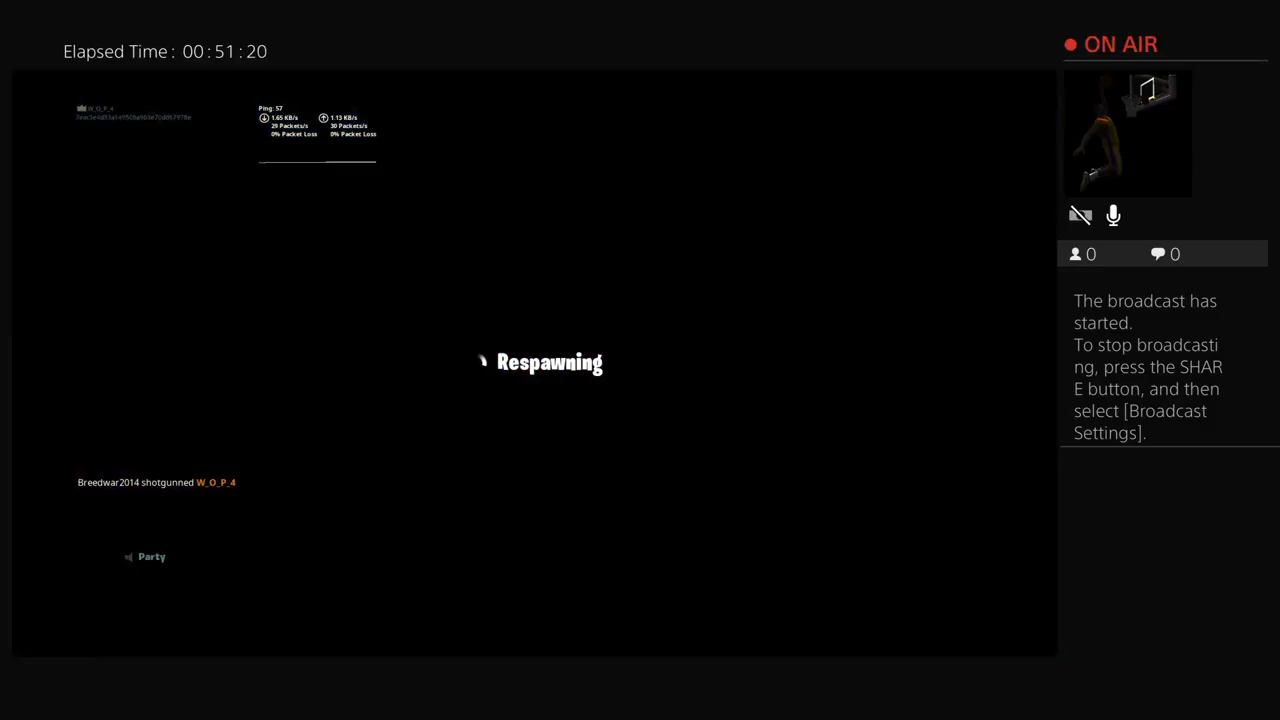 Elapsed Time: 00:51:20
ON AIR
W_O_P_4
Ping: 57
1.65 KB/s 1.13 KB/s
29 Packets/s 30 Packets/s
0% Packet Loss 0% Packet Loss
0 0
The broadcast has
started.
To stop broadcasti
ng, press the SHAR
E button, and then
select [Broadcast
Settings].
Respawning
Breedwar2014 shotgunned W_O_P_4
Party